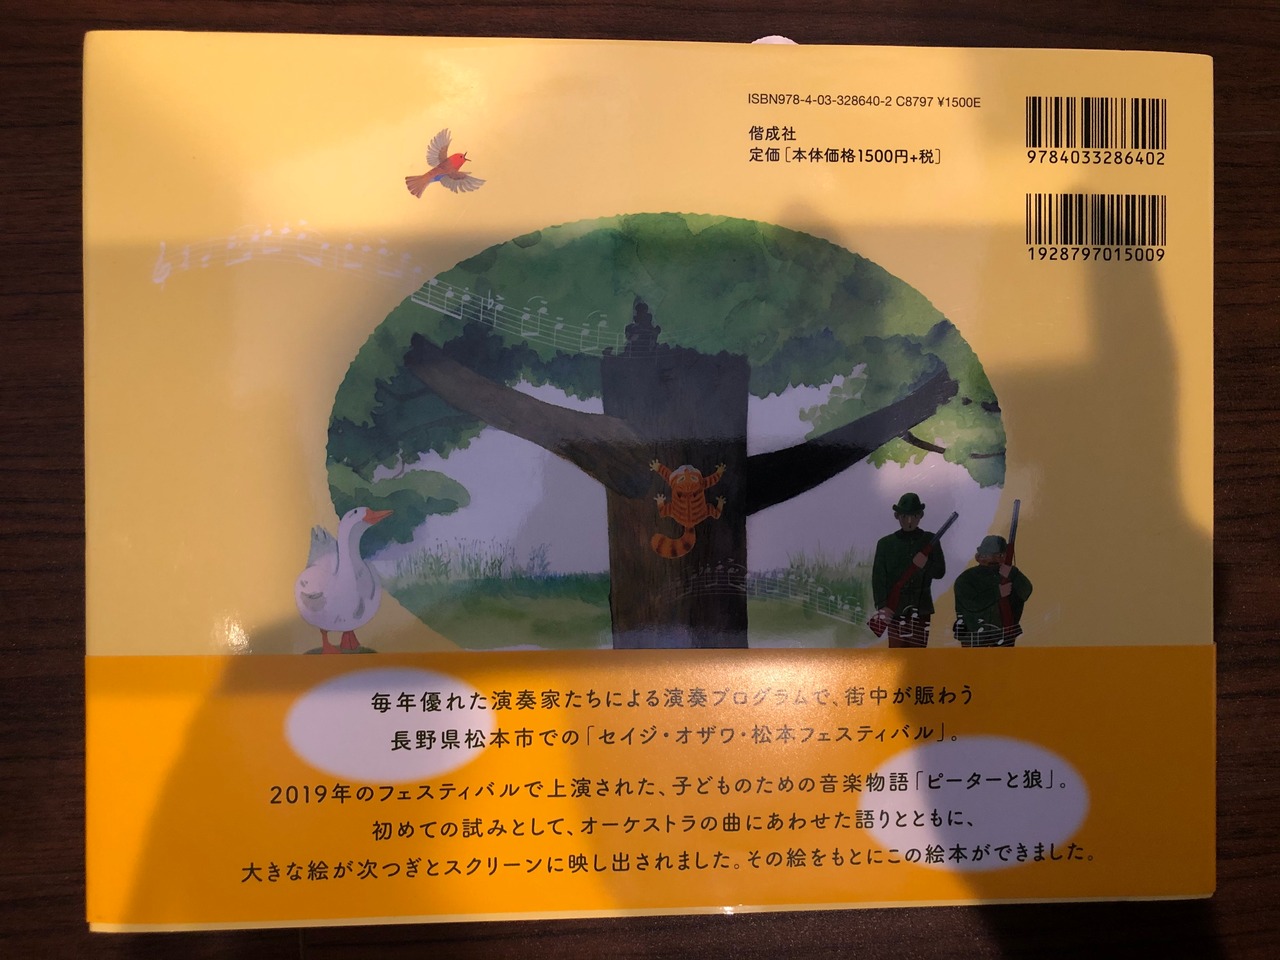 ISBN978-4-03-328640-2 C8797 ¥1500E
偕成社
定価[本体価格1500円+税]
9784033286402
1928797015009
毎年優れた演奏家たちによる演奏プログラムで、街中が賑わう
長野県松本市での「セイジ・オザワ・松本フェスティバル」。
2019年のフェスティバルで上演された、子どものための音楽物語「ピーターと狼」。
初めての試みとして、オーケストラの曲にあわせた語りとともに、
大きな絵が次つぎとスクリーンに映し出されました。その絵をもとにこの絵本ができました。